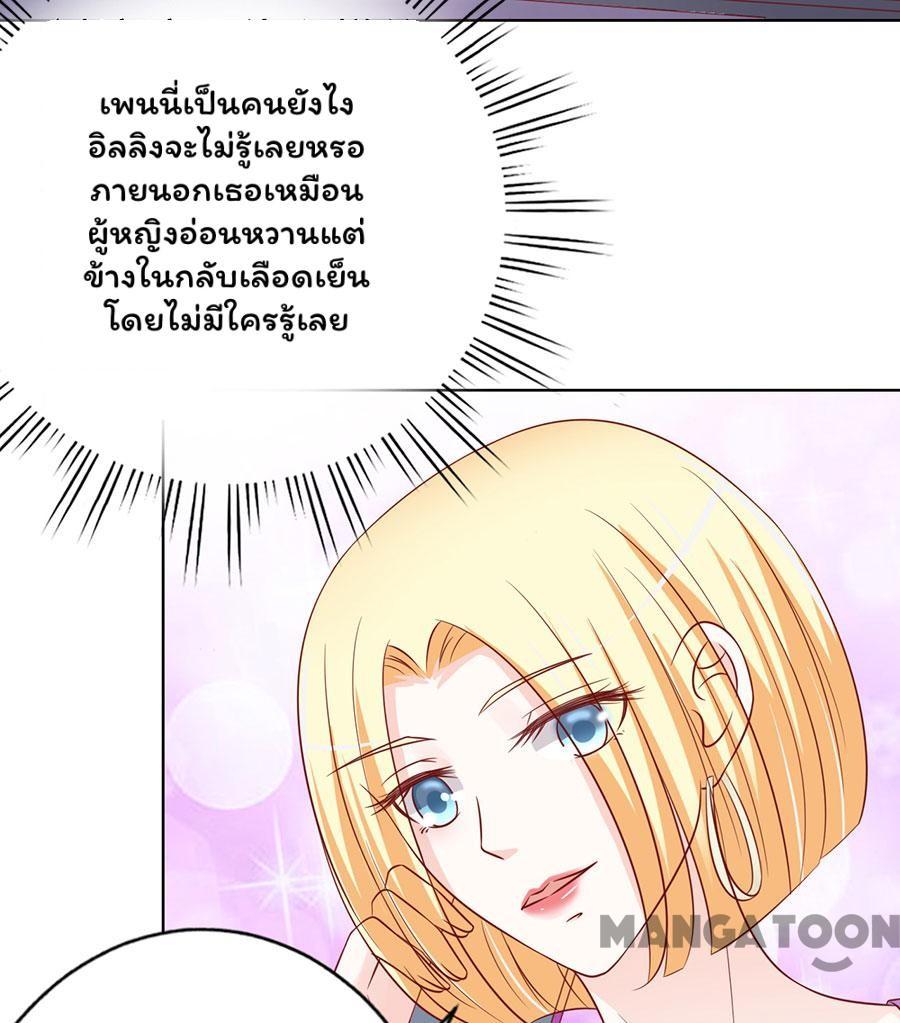 เพนนี่เป็นคนยังไง
อิลลิงจะไม่รู้เลยหรอ
ภายนอกเธอเหมือน
ผู้หญิงอ่อนหวานแต่
ข้างในกลับเลือดเย็น
โดยไม่มีใครรู้เลย
MANGATOON